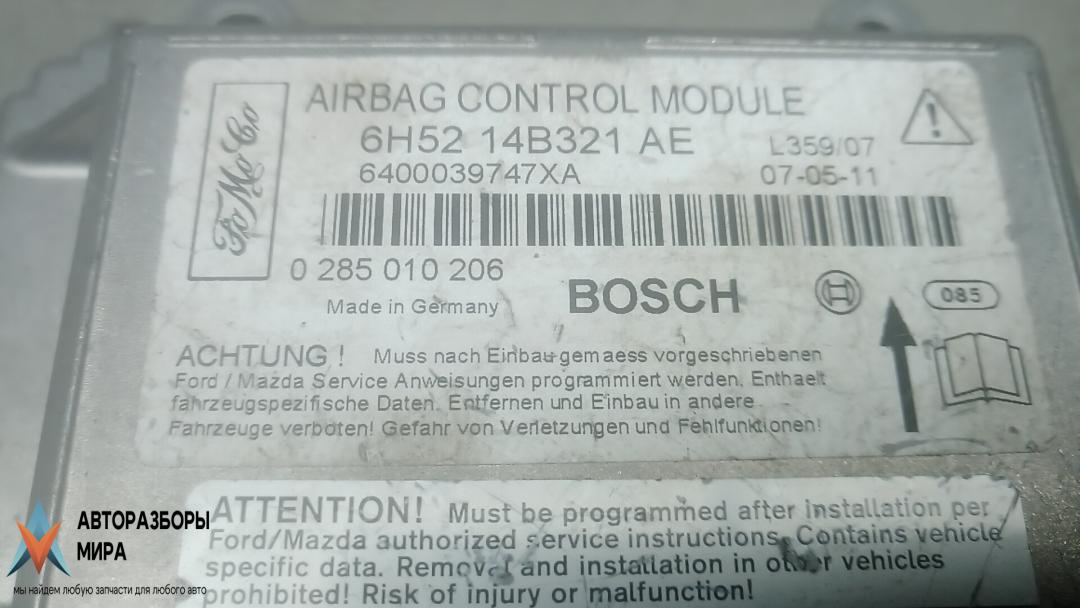 FoMoCo
AIRBAG CONTROL MODULE
6H52 14B321 AE
L359/07
6400039747XA
07-05-11
0 285 010 206
Made in Germany
BOSCH
085
ACHTUNG ! Muss nach Einbau gemaess vorgeschriebenen
Ford / Mazda Service Anweisungen programmiert werden. Enthaelt
fahrzeugspezifische Daten. Entfernen und Einbau in andere
Fahrzeuge verboten! Gefahr von Verletzungen und Fehlfunktionen!
ATTENTION! Must be programmed after installation per
Ford/Mazda authorized service instructions. Contains vehicle
specific data. Removal and installation in other vehicles
prohibited! Risk of injury or malfunction!
АВТОРАЗБОРЫ
МИРА
мы найдем любую запчасти для любого авто